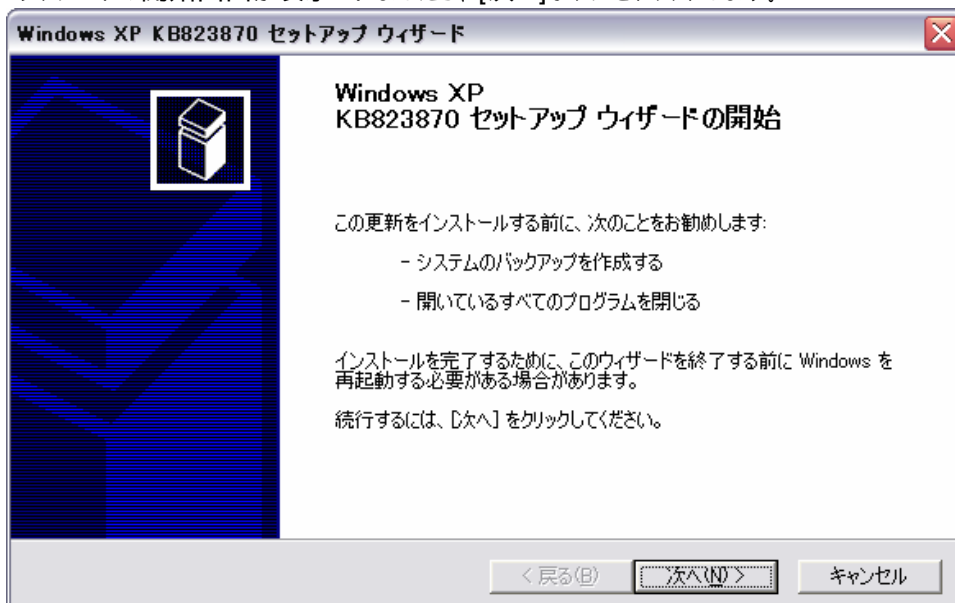 Windows XP KB823870 セットアップ ウィザード
Windows XP
KB823870 セットアップ ウィザードの開始
この更新をインストールする前に、次のことをお勧めします:
- システムのバックアップを作成する
- 開いているすべてのプログラムを閉じる
インストールを完了するために、このウィザードを終了する前に Windows を
再起動する必要がある場合があります。
続行するには、[次へ] をクリックしてください。
< 戻る(B)
次へ(N) >
キャンセル